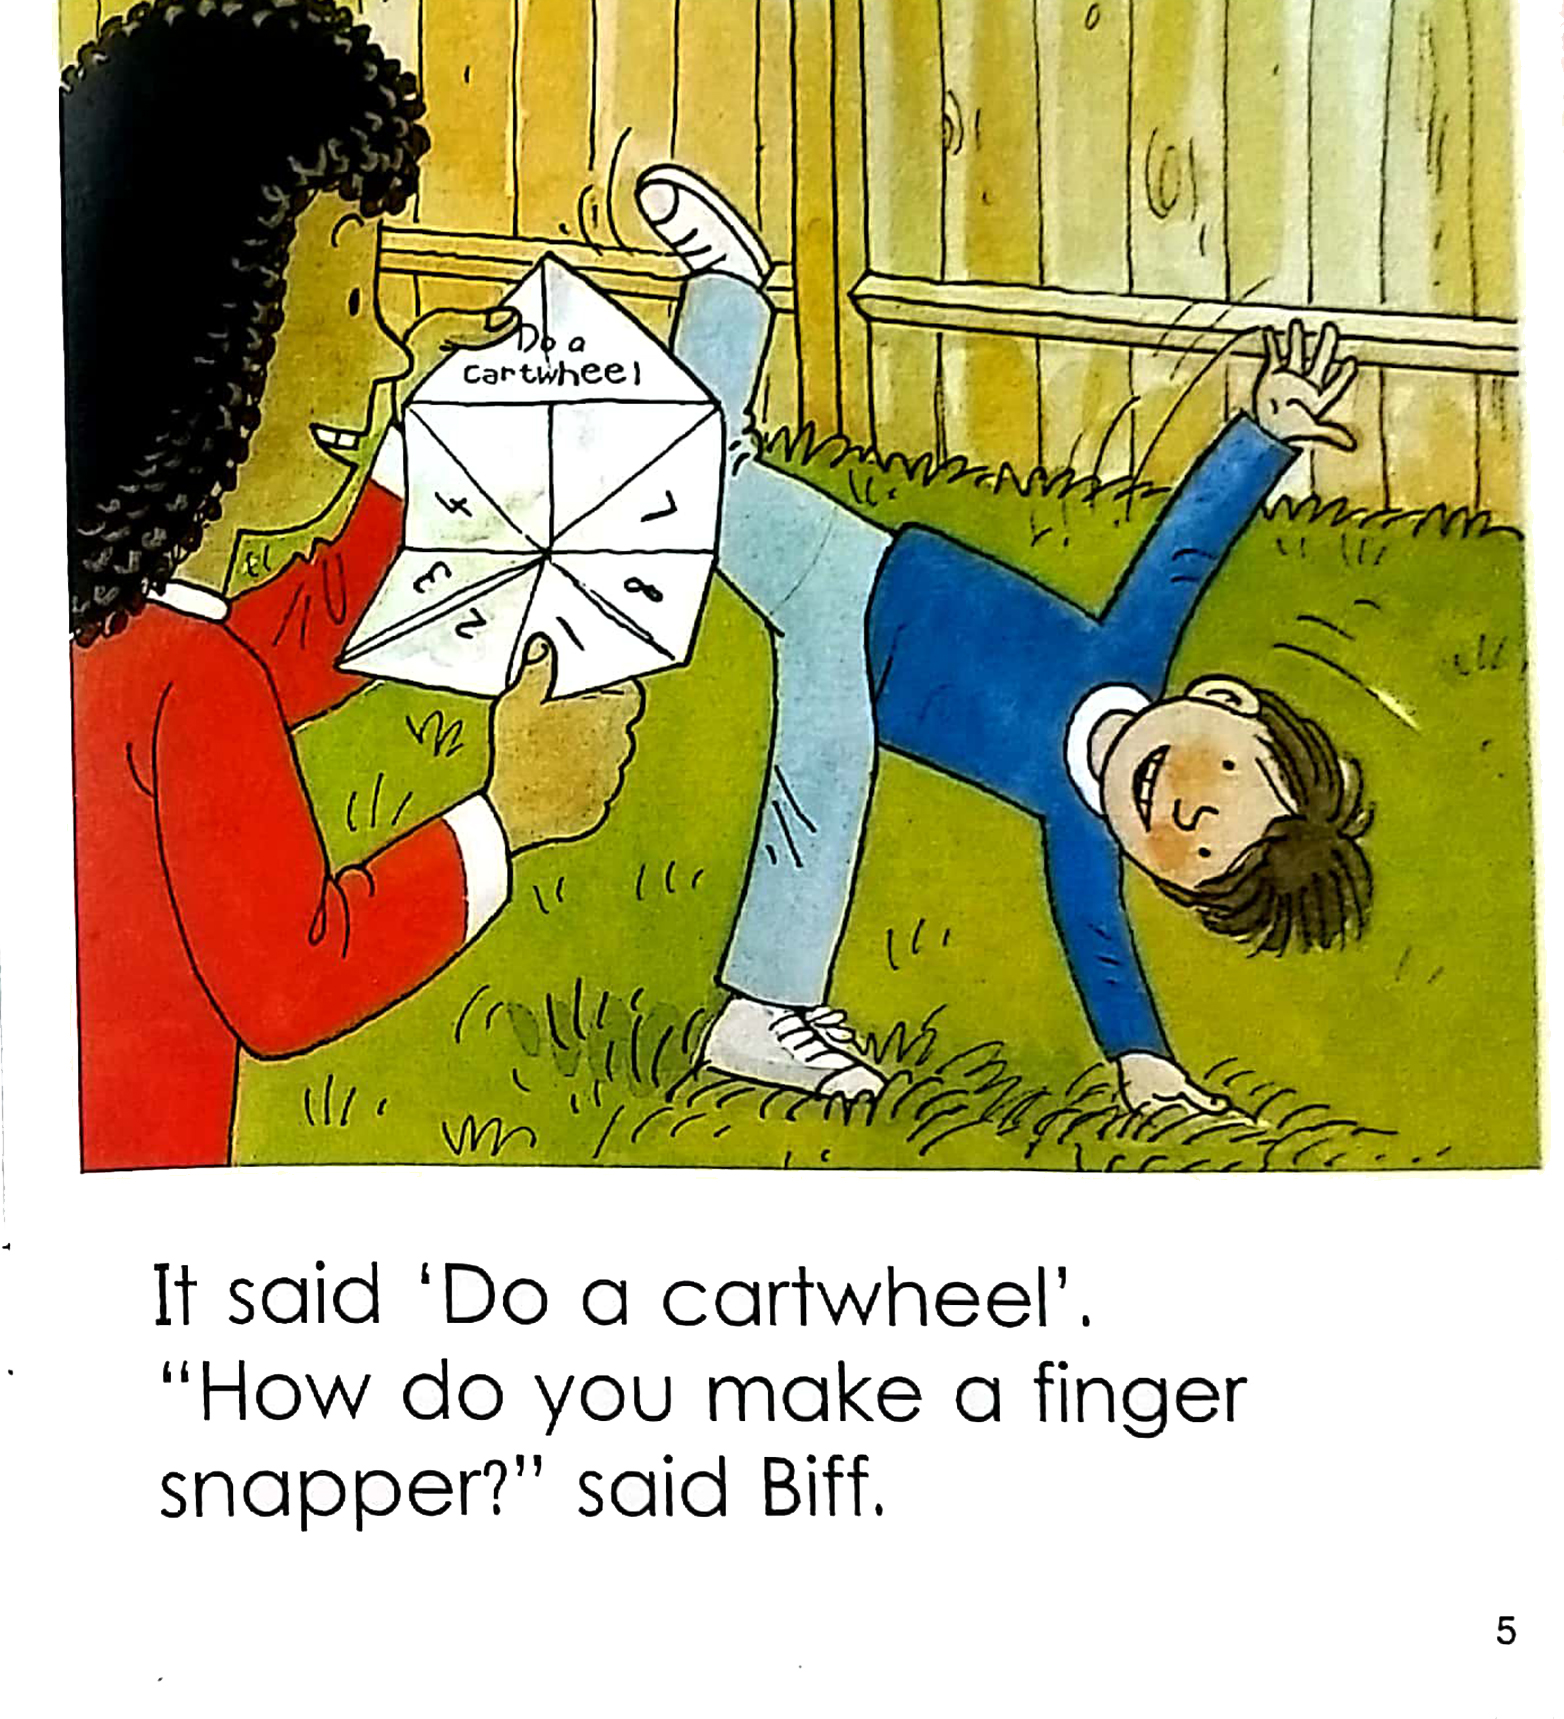 Do a
cartwheel
4
7
3
8
2
1
It said ‘Do a cartwheel’.
“How do you make a finger
snapper?” said Biff.
5